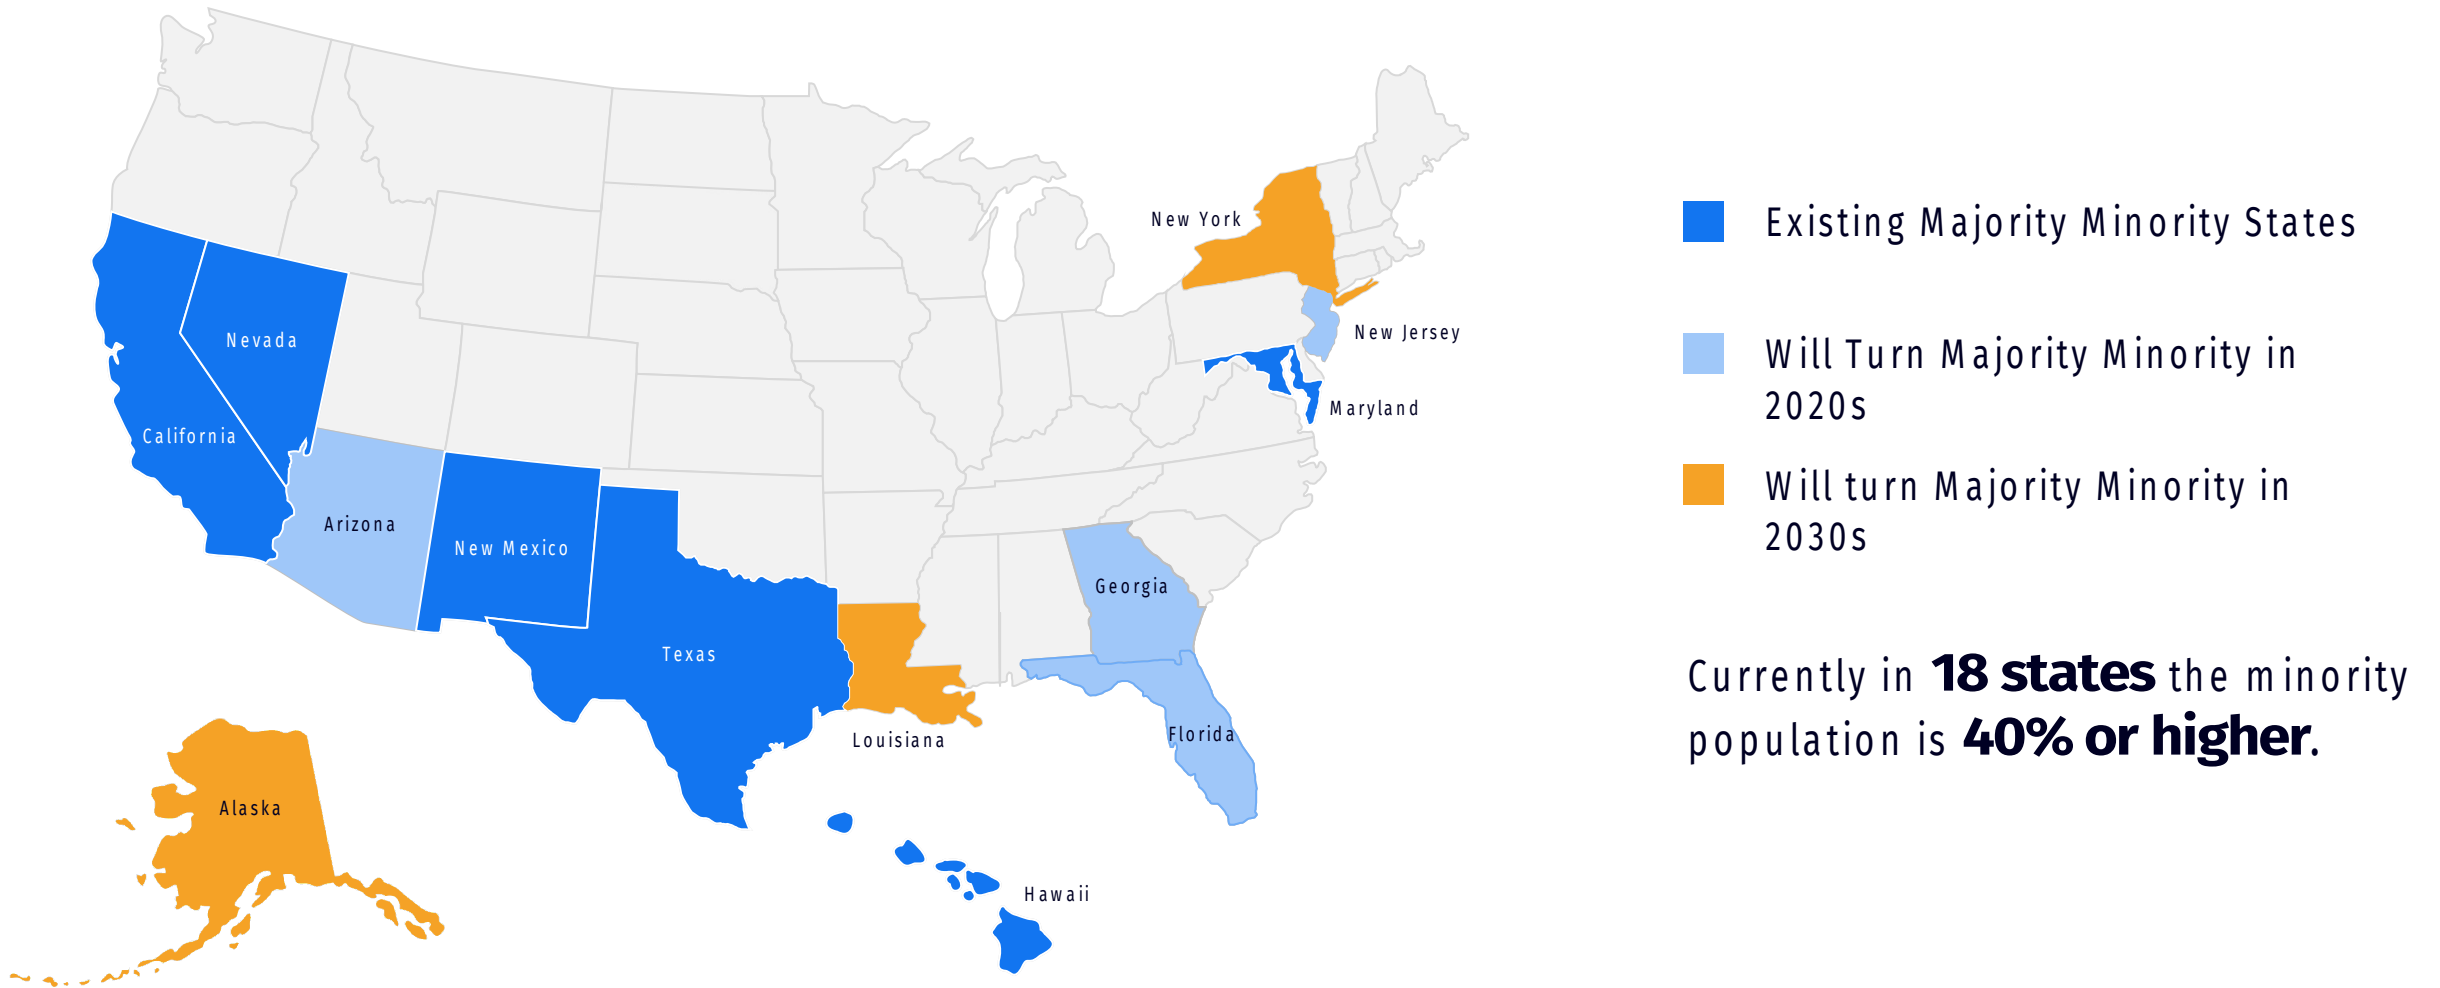 New York
New Jersey
Nevada
Maryland
California
Arizona
New Mexico
Georgia
Texas
Florida
Louisiana
Alaska
Hawaii
Existing Majority Minority States
Will Turn Majority Minority in
2020s
Will turn Majority Minority in
2030s
Currently in 18 states the minority
population is 40% or higher.